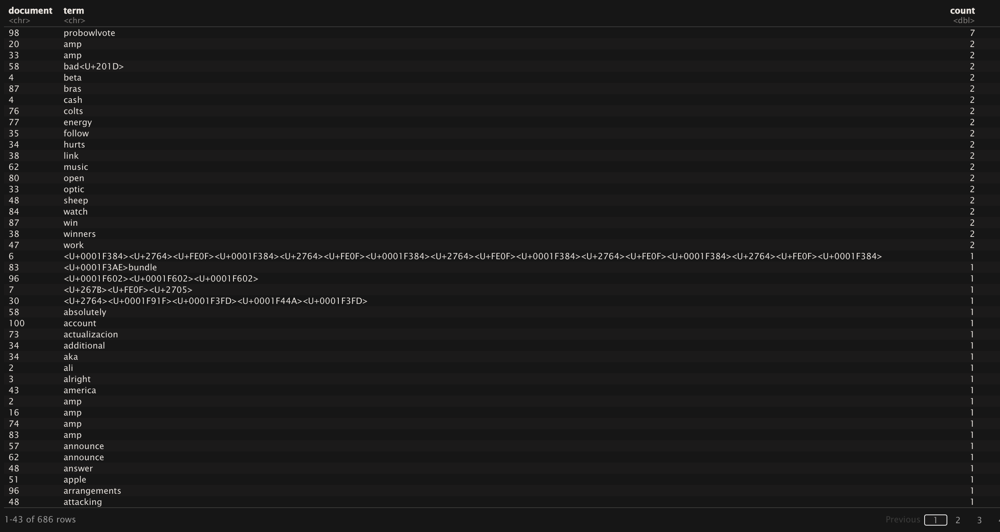 document term count
<chr> <chr> <dbl>
98 probowlvote 7
20 amp 2
33 amp 2
58 bad<U+201D> 2
4 beta 2
87 bras 2
4 cash 2
76 colts 2
77 energy 2
35 follow 2
34 hurts 2
38 link 2
62 music 2
80 open 2
33 optic 2
48 sheep 2
84 watch 2
87 win 2
38 winners 2
47 work 2
6 <U+0001F384><U+2764><U+FE0F><U+0001F384><U+2764><U+FE0F><U+0001F384><U+2764><U+FE0F><U+0001F384><U+2764><U+FE0F><U+0001F384><U+2764><U+FE0F><U+0001F384> 1
83 <U+0001F3AE>bundle 1
96 <U+0001F602><U+0001F602><U+0001F602> 1
7 <U+267B><U+FE0F><U+2705> 1
30 <U+2764><U+0001F91F><U+0001F3FD><U+0001F44A><U+0001F3FD> 1
58 absolutely 1
100 account 1
73 actualizacion 1
34 additional 1
34 aka 1
2 ali 1
3 alright 1
43 america 1
2 amp 1
16 amp 1
74 amp 1
83 amp 1
57 announce 1
62 announce 1
48 answer 1
51 apple 1
96 arrangements 1
48 attacking 1
1-43 of 686 rows Previous 1 2 3